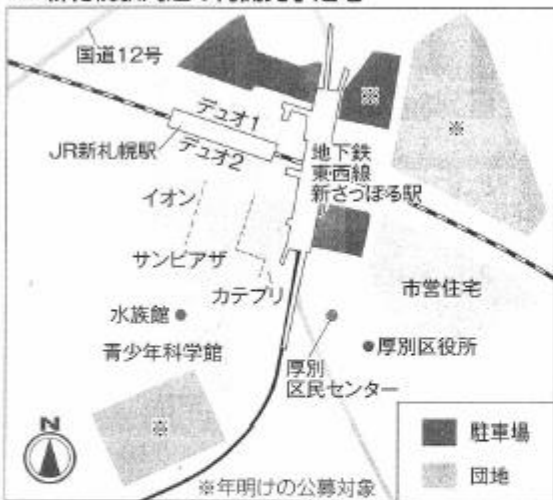 国道12号
デュオ1
JR新札幌駅
デュオ2
地下鉄
東西線
新さっぽろ駅
イオン
サンピアザ
カテプリ
市営住宅
水族館
青少年科学館
厚別
区民センター
厚別区役所
N
※
※
※
※年明けの公募対象
駐車場
団地